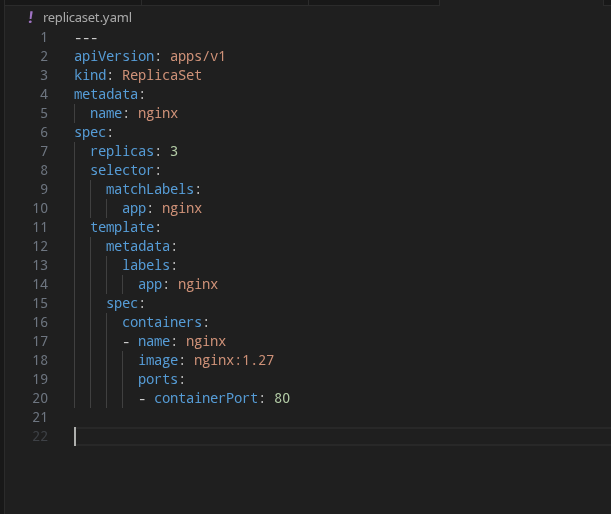 ! replicaset.yaml
1 ---
2 apiVersion: apps/v1
3 kind: ReplicaSet
4 metadata:
5   name: nginx
6 spec:
7   replicas: 3
8   selector:
9     matchLabels:
10       app: nginx
11   template:
12     metadata:
13       labels:
14         app: nginx
15     spec:
16       containers:
17       - name: nginx
18         image: nginx:1.27
19         ports:
20         - containerPort: 80
21
22